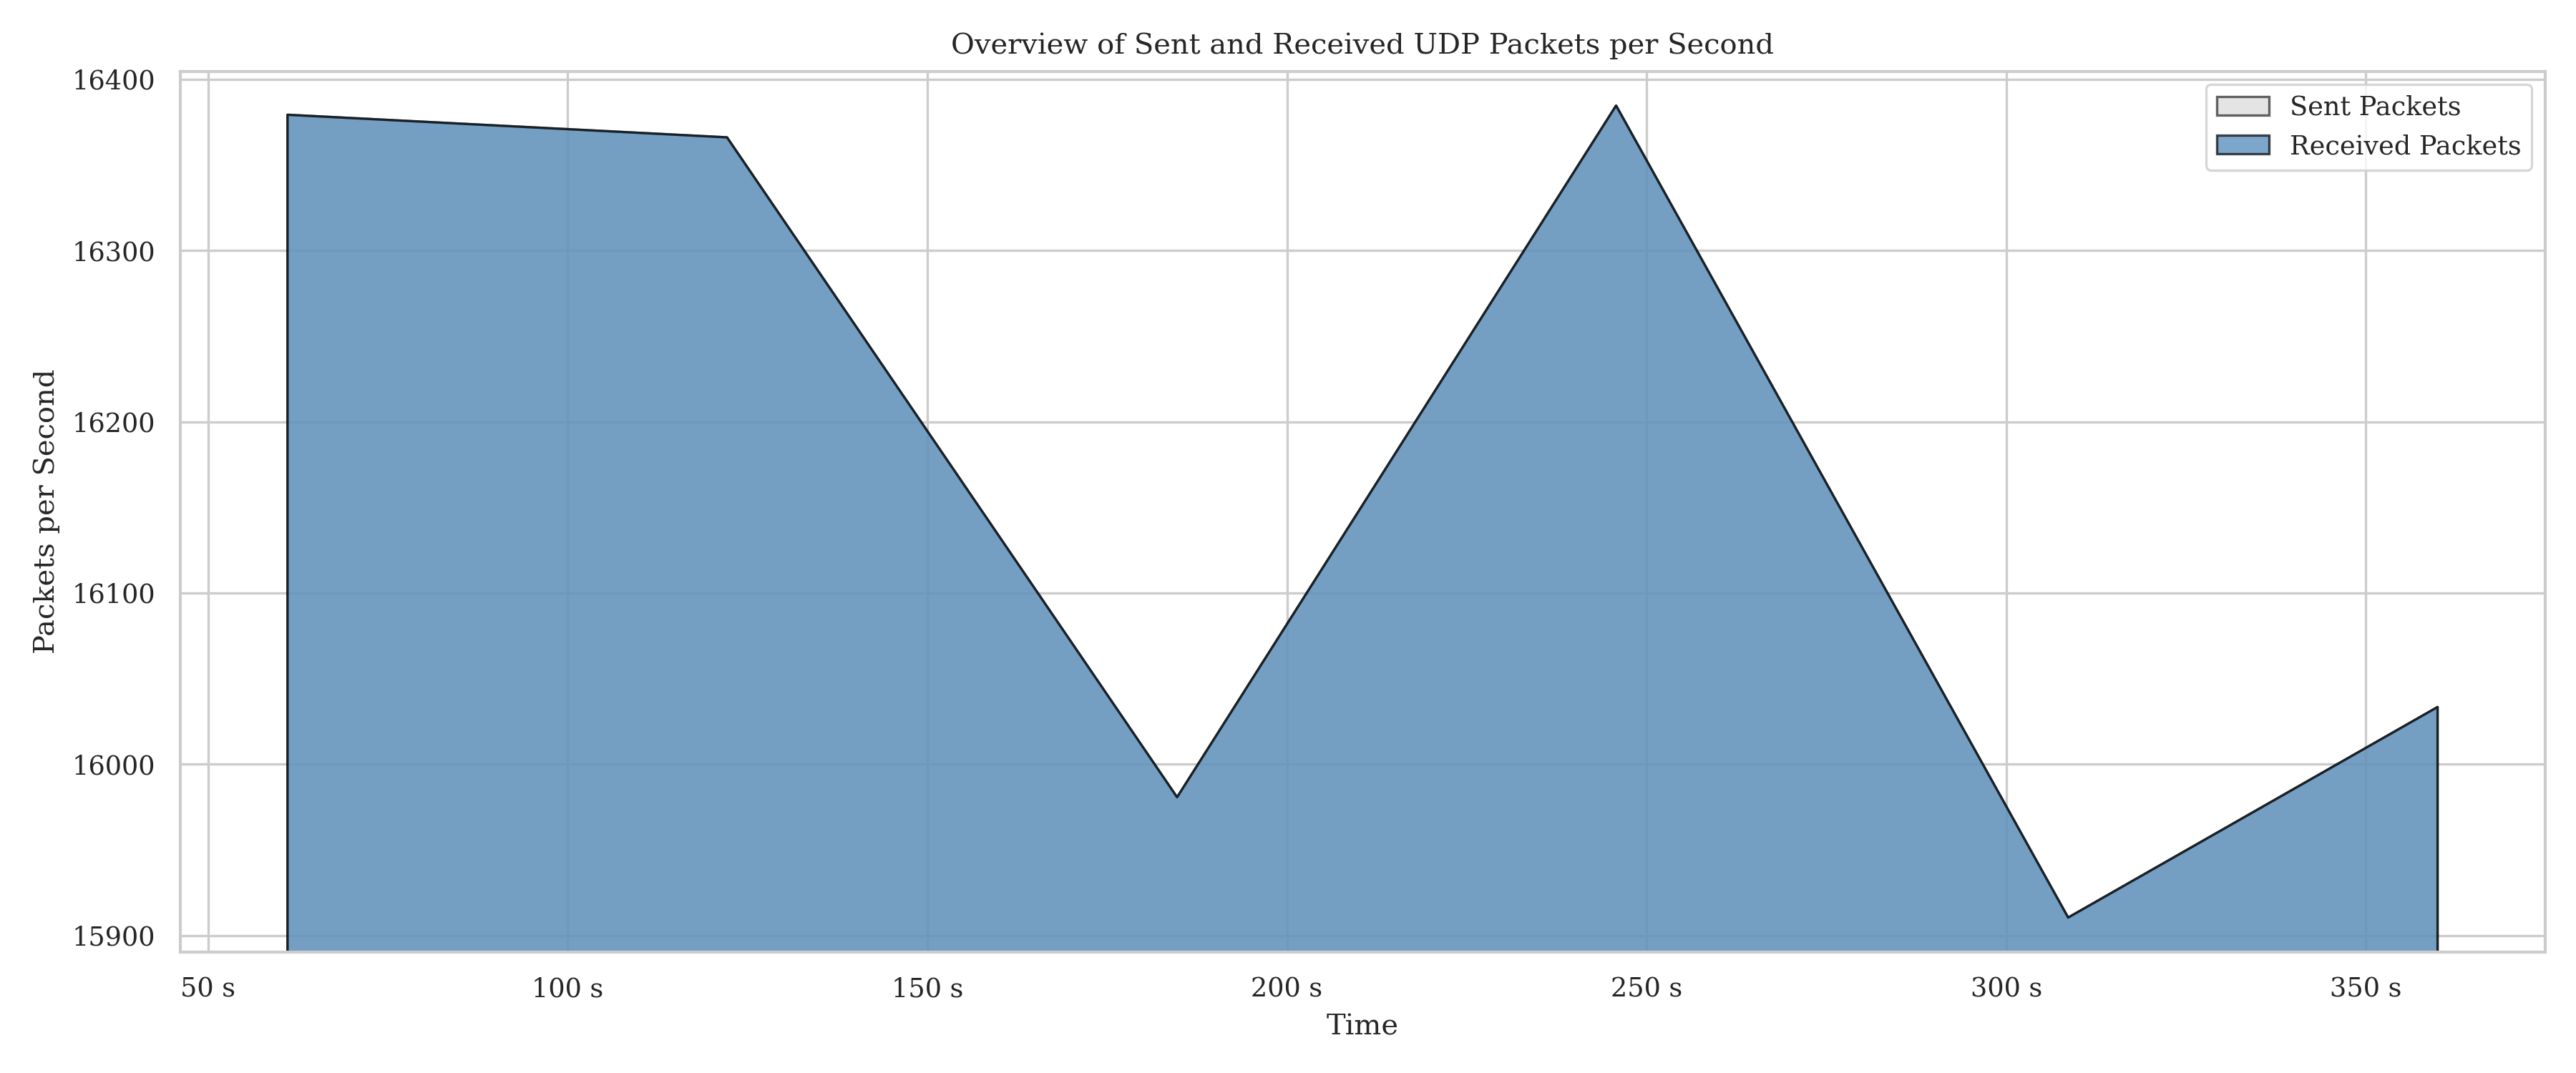 Overview of Sent and Received UDP Packets per Second
Sent Packets
Received Packets
Packets per Second
16400
16300
16200
16100
16000
15900
50 s
100 s
150 s
200 s
250 s
300 s
350 s
Time